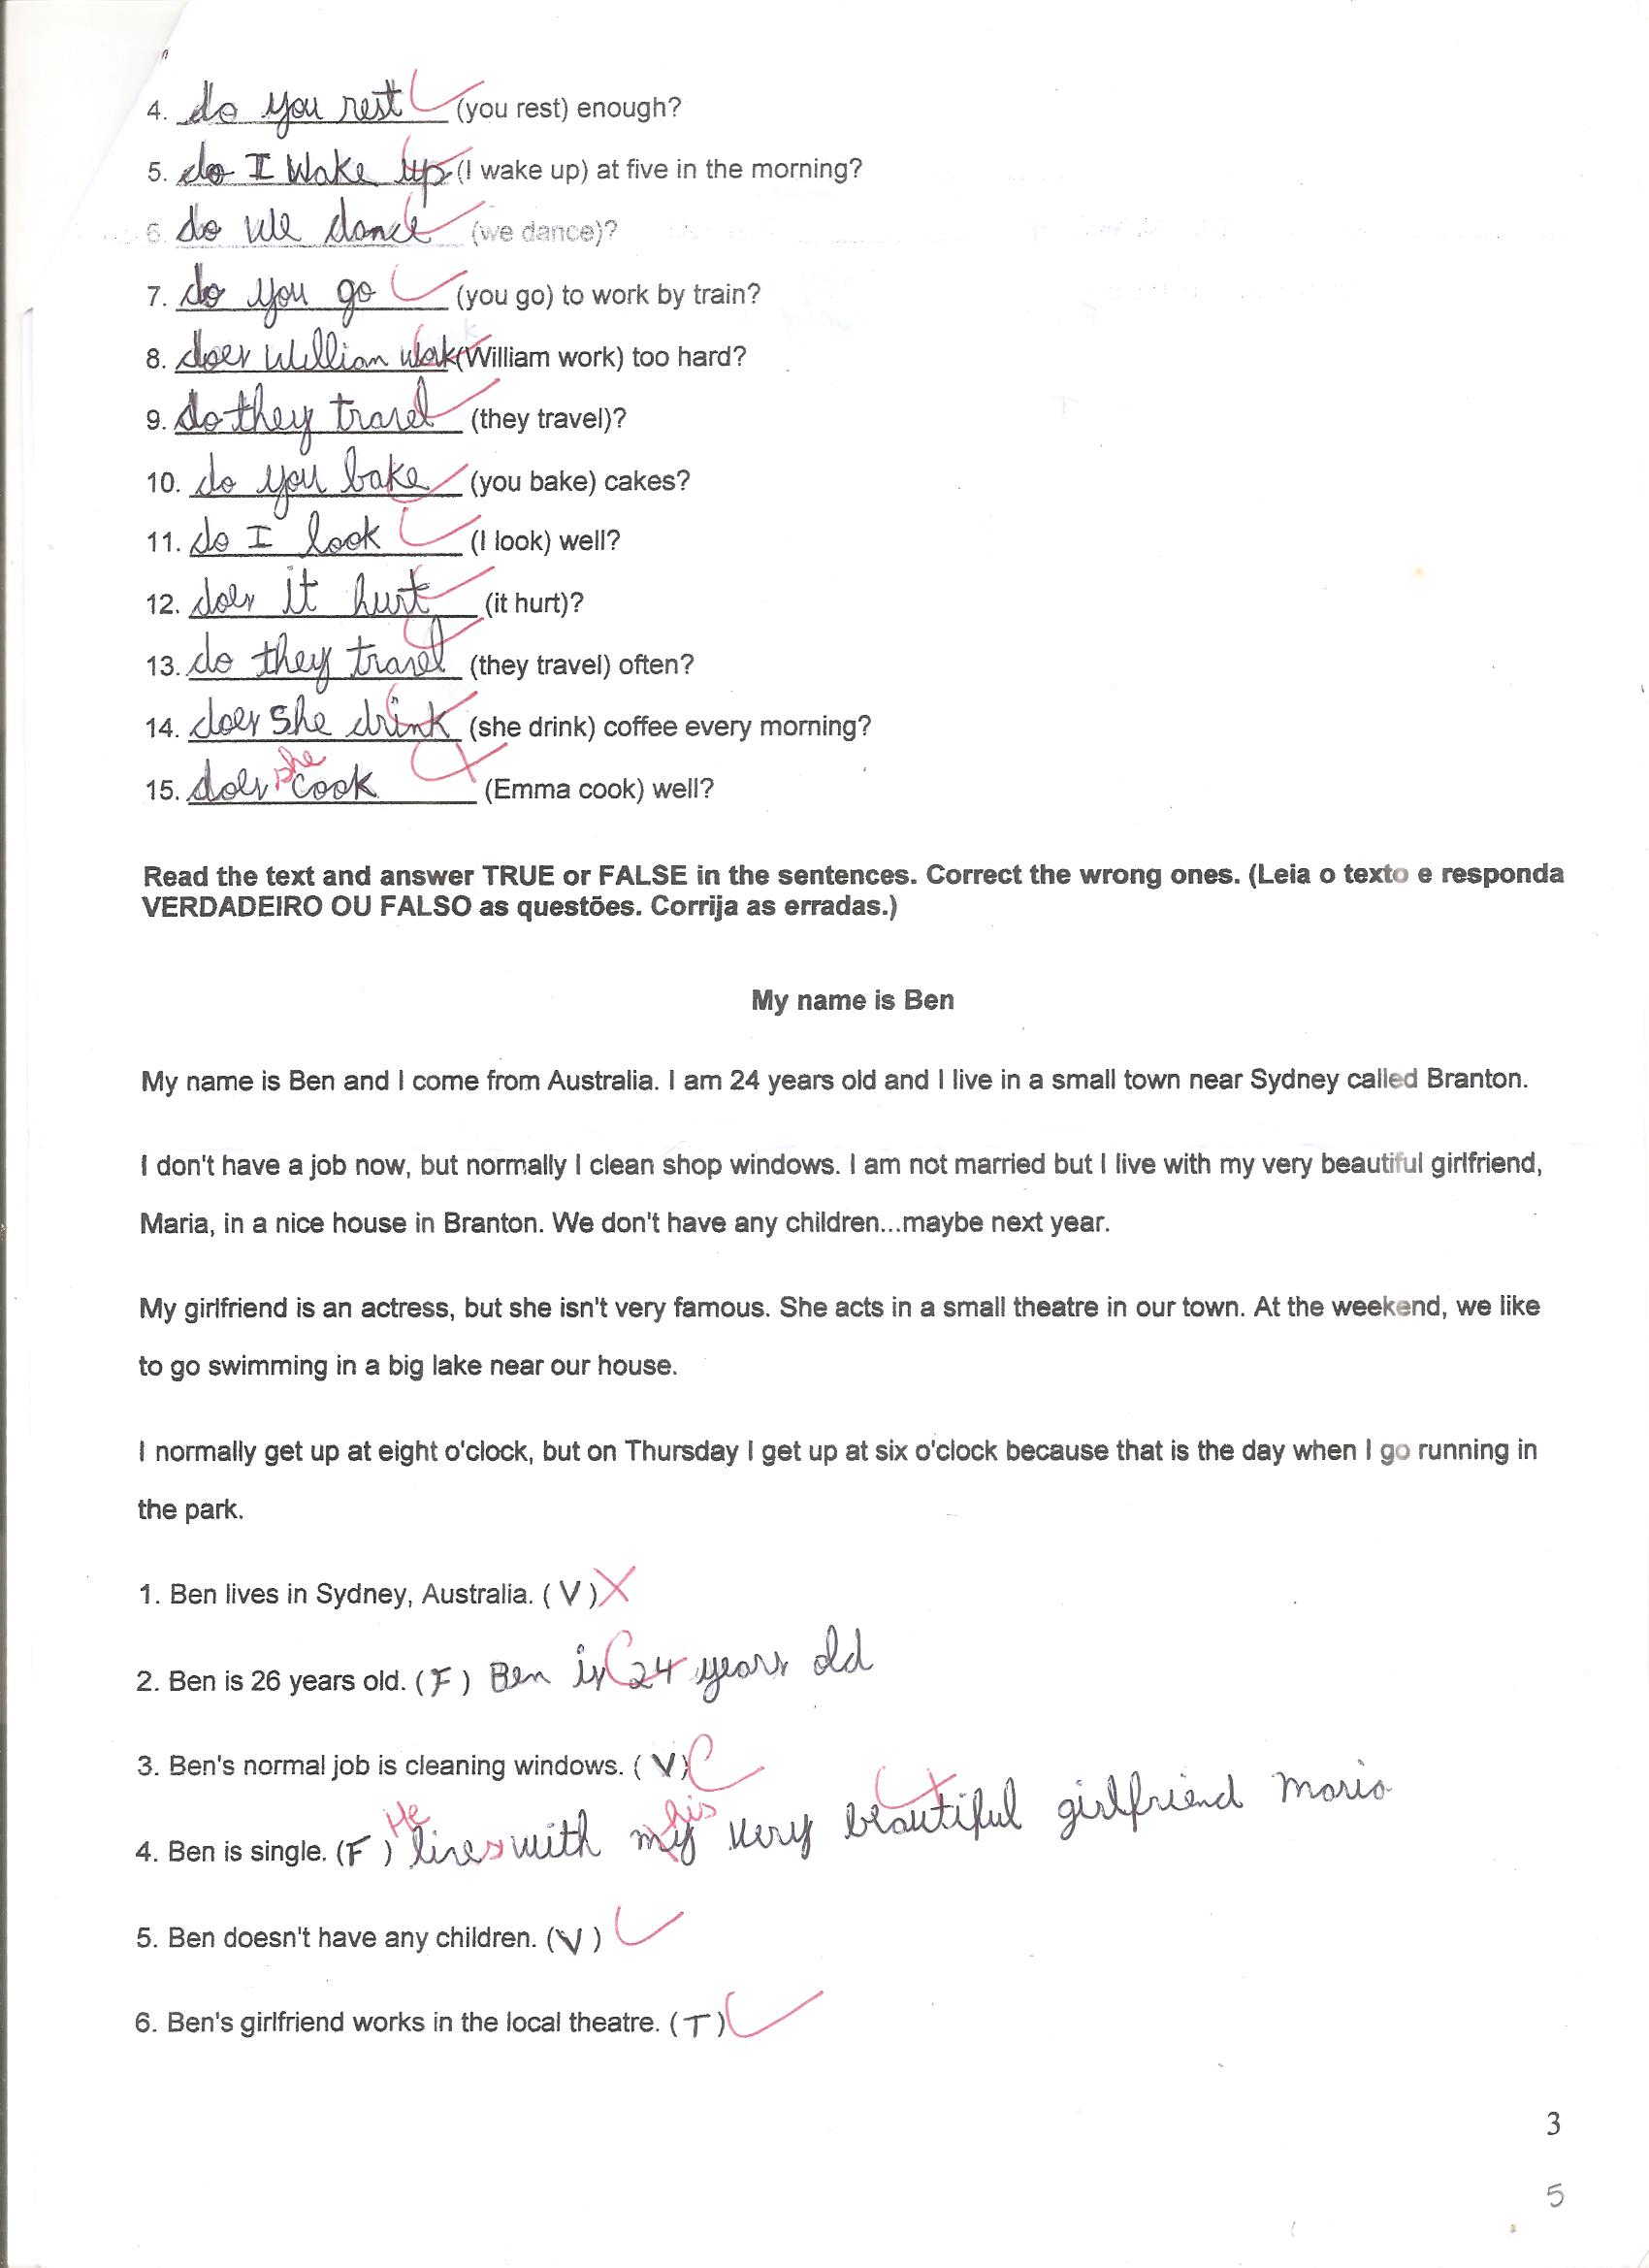 4. do you rest (you rest) enough?
5. do I wake up (I wake up) at five in the morning?
6. do we dance (we dance)?
7. do you go (you go) to work by train?
8. does Willian work (William work) too hard?
9. do they travel (they travel)?
10. do you bake (you bake) cakes?
11. do I look (I look) well?
12. does it hurt (it hurt)?
13. do they travel (they travel) often?
14. does she drink (she drink) coffee every morning?
15. does she cook (Emma cook) well?
Read the text and answer TRUE or FALSE in the sentences. Correct the wrong ones. (Leia o texto e responda
VERDADEIRO OU FALSO as questões. Corrija as erradas.)
My name is Ben
My name is Ben and I come from Australia. I am 24 years old and I live in a small town near Sydney called Branton.
I don't have a job now, but normally I clean shop windows. I am not married but I live with my very beautiful girlfriend,
Maria, in a nice house in Branton. We don't have any children...maybe next year.
My girlfriend is an actress, but she isn't very famous. She acts in a small theatre in our town. At the weekend, we like
to go swimming in a big lake near our house.
I normally get up at eight o'clock, but on Thursday I get up at six o'clock because that is the day when I go running in
the park.
1. Ben lives in Sydney, Australia. (V) X
2. Ben is 26 years old. (F) Ben is 24 years old
3. Ben's normal job is cleaning windows. (V)
4. Ben is single. (F) He lives with my his very beautiful girlfriend Maria
5. Ben doesn't have any children. (V)
6. Ben's girlfriend works in the local theatre. (T)
3
5